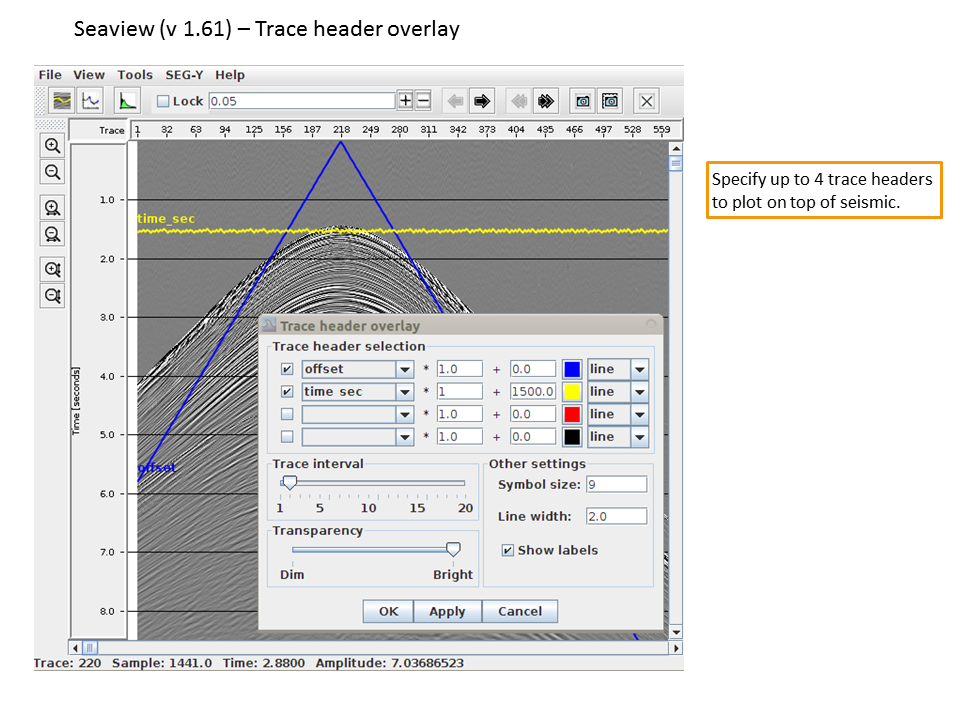 Seaview (v 1.61) – Trace header overlay
File View Tools SEG-Y Help
Lock 0.05
Trace 1 32 63 94 125 156 187 218 249 280 311 342 373 404 435 466 497 528 559
Specify up to 4 trace headers
to plot on top of seismic.
1.0
time_sec
2.0
3.0
4.0
5.0
6.0
7.0
8.0
Time [seconds]
offset
Trace header overlay
Trace header selection
offset * 1.0 + 0.0 line
time sec * 1 + 1500.0 line
* 1.0 + 0.0 line
* 1.0 + 0.0 line
Trace interval
1 5 10 15 20
Transparency
Dim Bright
Other settings
Symbol size: 9
Line width: 2.0
Show labels
OK Apply Cancel
Trace: 220 Sample: 1441.0 Time: 2.8800 Amplitude: 7.03686523